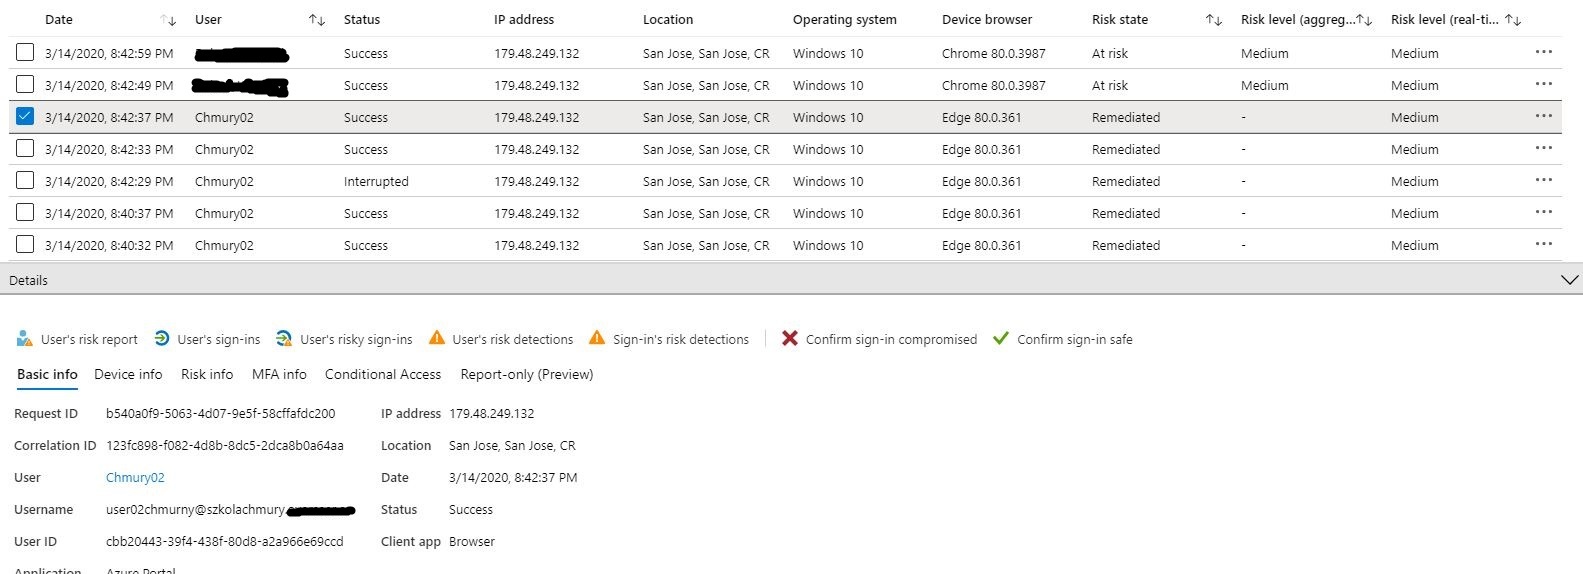 Date User Status IP address Location Operating system Device browser Risk state Risk level (aggreg... Risk level (real-ti...
3/14/2020, 8:42:59 PM Success 179.48.249.132 San Jose, San Jose, CR Windows 10 Chrome 80.0.3987 At risk Medium Medium ...
3/14/2020, 8:42:49 PM Success 179.48.249.132 San Jose, San Jose, CR Windows 10 Chrome 80.0.3987 At risk Medium Medium ...
3/14/2020, 8:42:37 PM Chmury02 Success 179.48.249.132 San Jose, San Jose, CR Windows 10 Edge 80.0.361 Remediated - Medium ...
3/14/2020, 8:42:33 PM Chmury02 Success 179.48.249.132 San Jose, San Jose, CR Windows 10 Edge 80.0.361 Remediated - Medium ...
3/14/2020, 8:42:29 PM Chmury02 Interrupted 179.48.249.132 San Jose, San Jose, CR Windows 10 Edge 80.0.361 Remediated - Medium ...
3/14/2020, 8:40:37 PM Chmury02 Success 179.48.249.132 San Jose, San Jose, CR Windows 10 Edge 80.0.361 Remediated - Medium ...
3/14/2020, 8:40:32 PM Chmury02 Success 179.48.249.132 San Jose, San Jose, CR Windows 10 Edge 80.0.361 Remediated - Medium ...
Details
User's risk report User's sign-ins User's risky sign-ins User's risk detections Sign-in's risk detections Confirm sign-in compromised Confirm sign-in safe
Basic info Device info Risk info MFA info Conditional Access Report-only (Preview)
Request ID b540a0f9-5063-4d07-9e5f-58cffafdc200 IP address 179.48.249.132
Correlation ID 123fc898-f082-4d8b-8dc5-2dca8b0a64aa Location San Jose, San Jose, CR
User Chmury02 Date 3/14/2020, 8:42:37 PM
Username user02chmurny@szkolachmury. Status Success
User ID cbb20443-39f4-438f-80d8-a2a966e69ccd Client app Browser
Application Azure Portal